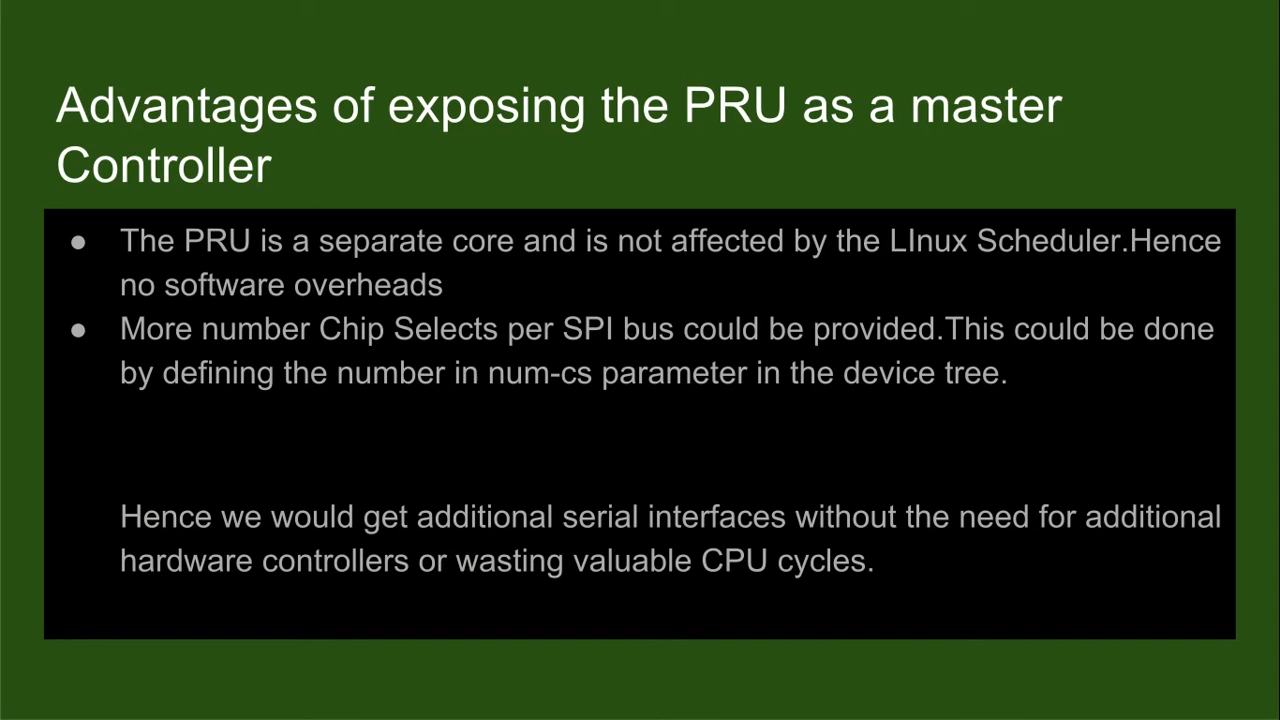 Advantages of exposing the PRU as a master
Controller
● The PRU is a separate core and is not affected by the LInux Scheduler.Hence
no software overheads
● More number Chip Selects per SPI bus could be provided.This could be done
by defining the number in num-cs parameter in the device tree.
Hence we would get additional serial interfaces without the need for additional
hardware controllers or wasting valuable CPU cycles.